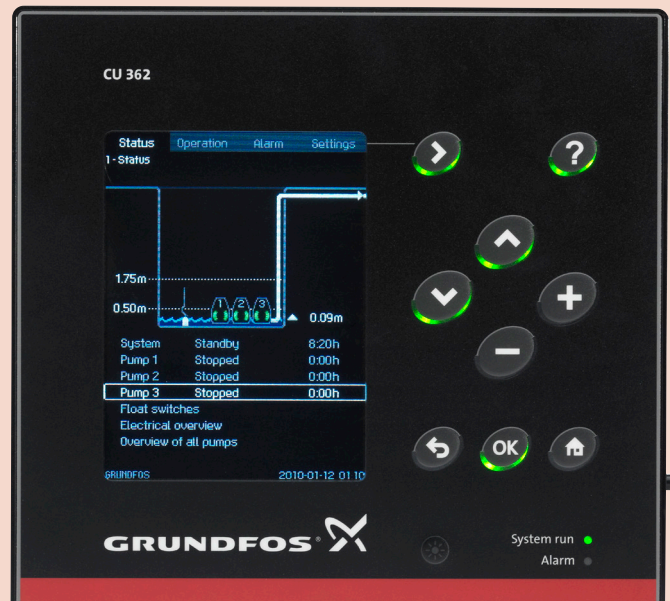 CU 362
Status Operation Alarm Settings
1 - Status
1.75m
0.50m
1 2 3
0.09m
System Standby 8:20h
Pump 1 Stopped 0:00h
Pump 2 Stopped 0:00h
Pump 3 Stopped 0:00h
Float switches
Electrical overview
Overview of all pumps
GRUNDFOS 2010-01-12 01:10
?
OK
GRUNDFOS
System run
Alarm